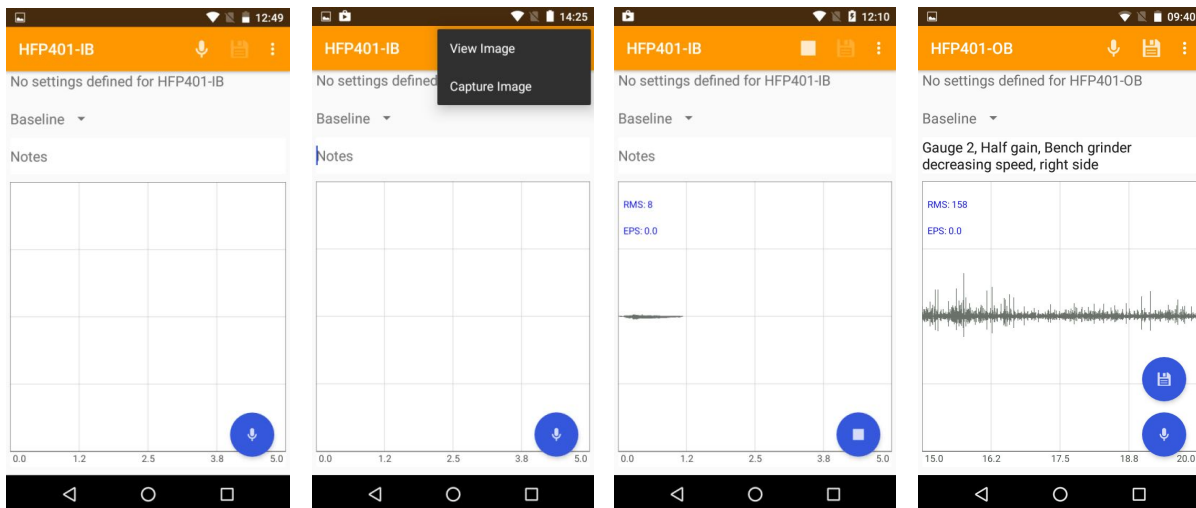 12:49
HFP401-IB
No settings defined for HFP401-IB
Baseline
Notes
0.0 1.2 2.5 3.8 5.0
14:25
HFP401-IB
View Image
Capture Image
No settings defined
Baseline
Notes
0.0 1.2 2.5 3.8 5.0
12:10
HFP401-IB
No settings defined for HFP401-IB
Baseline
Notes
RMS: 8
EPS: 0.0
0.0 1.2 2.5 3.8 5.0
09:40
HFP401-OB
No settings defined for HFP401-OB
Baseline
Gauge 2, Half gain, Bench grinder
decreasing speed, right side
RMS: 158
EPS: 0.0
15.0 16.2 17.5 18.8 20.0